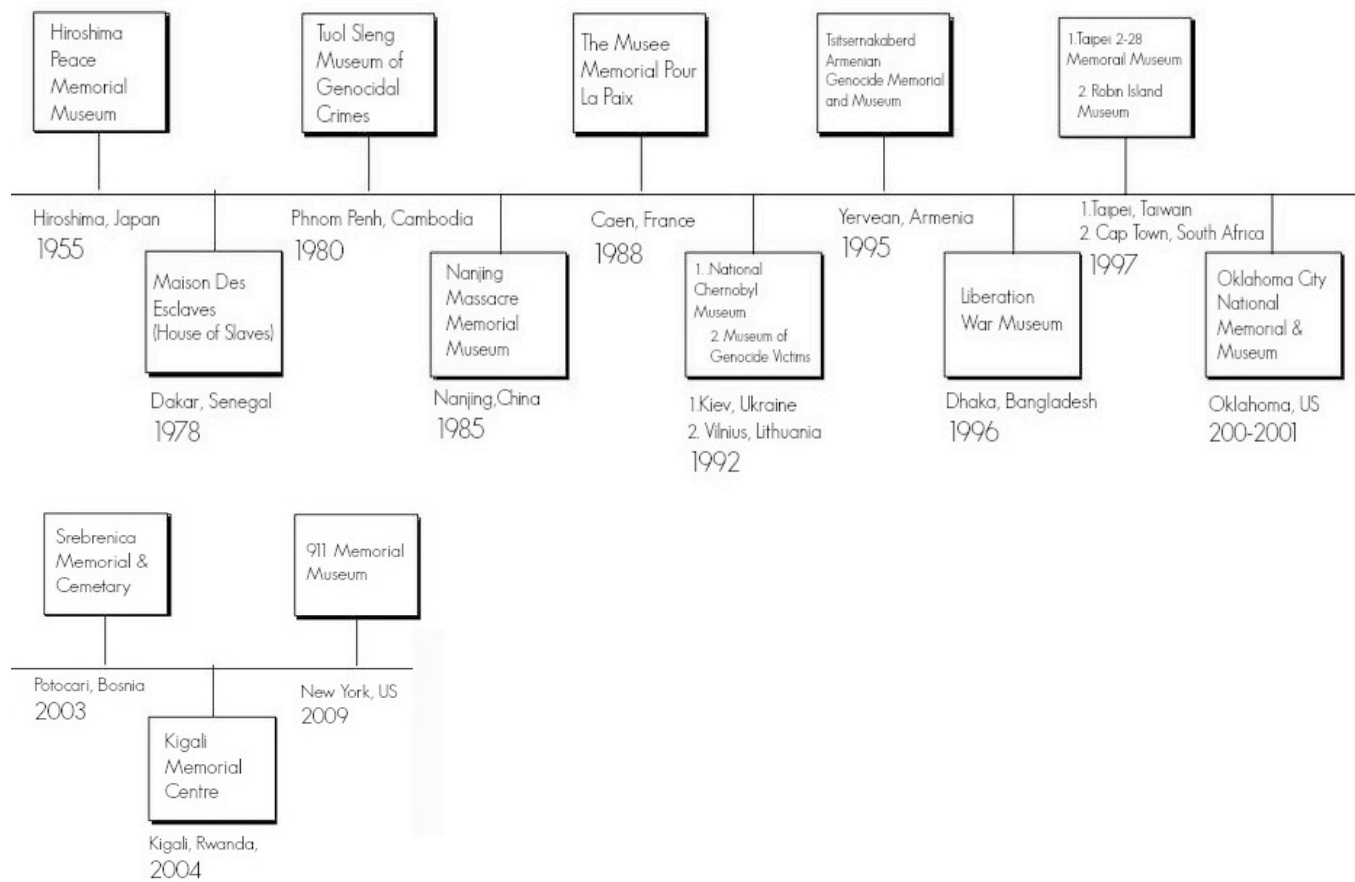 Hiroshima
Peace
Memorial
Museum
Hiroshima, Japan
1955
Maison Des
Esclaves
(House of Slaves)
Dakar, Senegal
1978
Tuol Sleng
Museum of
Genocidal
Crimes
Phnom Penh, Cambodia
1980
Nanjing
Massacre
Memorial
Museum
Nanjing,China
1985
The Musee
Memorial Pour
La Paix
Caen, France
1988
1. .National
Chernobyl
Museum
2. Museum of
Genocide Victims
1.Kiev, Ukraine
2. Vilnius, Lithuania
1992
Tsitsernakaberd
Armenian
Genocide Memorial
and Museum
Yervean, Armenia
1995
Liberation
War Museum
Dhaka, Bangladesh
1996
1.Taipei 2-28
Memorail Museum
2. Robin Island
Museum
1.Taipei, Taiwain
2. Cap Town, South Africa
1997
Oklahoma City
National
Memorial &
Museum
Oklahoma, US
200-2001
Srebrenica
Memorial &
Cemetary
Potocari, Bosnia
2003
Kigali
Memorial
Centre
Kigali, Rwanda,
2004
911 Memorial
Museum
New York, US
2009